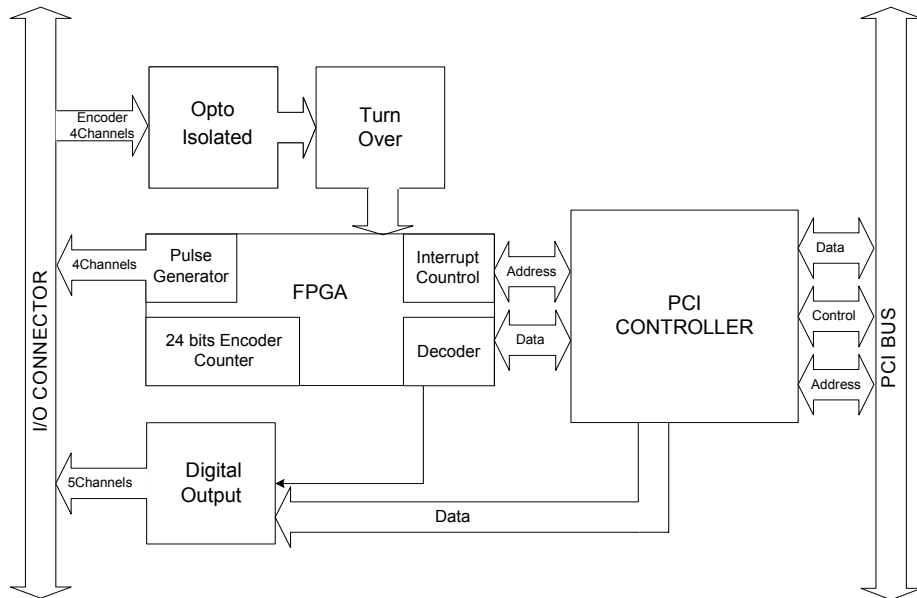 Opto
Isolated
Turn
Over
Encoder
4Channels
Pulse
Generator
4Channels
FPGA
Interrupt
Countrol
Address
24 bits Encoder
Counter
Decoder
Data
PCI
CONTROLLER
Data
Control
Address
I/O CONNECTOR
PCI BUS
Digital
Output
5Channels
Data